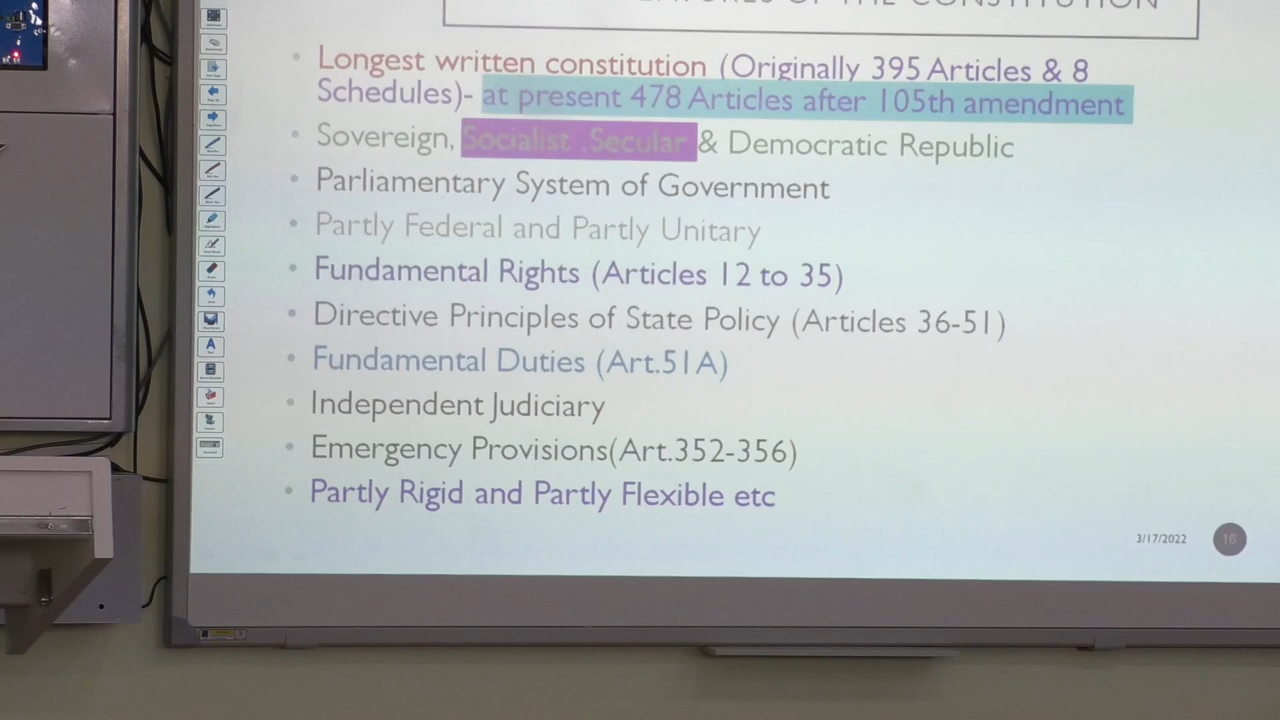 OF THE CONSTITUTION
• Longest written constitution (Originally 395 Articles & 8
Schedules)- at present 478 Articles after 105th amendment
• Sovereign, Socialist ,Secular & Democratic Republic
• Parliamentary System of Government
• Partly Federal and Partly Unitary
• Fundamental Rights (Articles 12 to 35)
• Directive Principles of State Policy (Articles 36-51)
• Fundamental Duties (Art.51A)
• Independent Judiciary
• Emergency Provisions(Art.352-356)
• Partly Rigid and Partly Flexible etc
3/17/2022
16